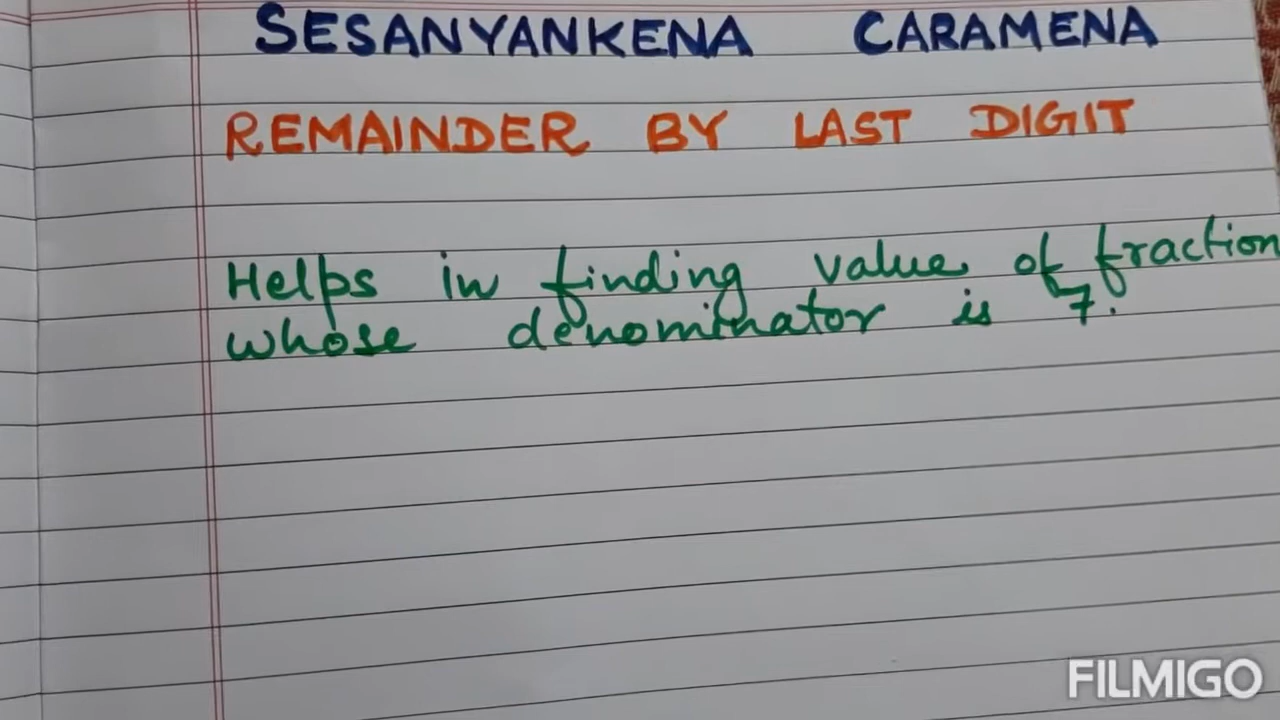 SESANYANKENA CARAMENA
REMAINDER BY LAST DIGIT
Helps in finding value of fraction
whose denominator is 7.
FILMIGO